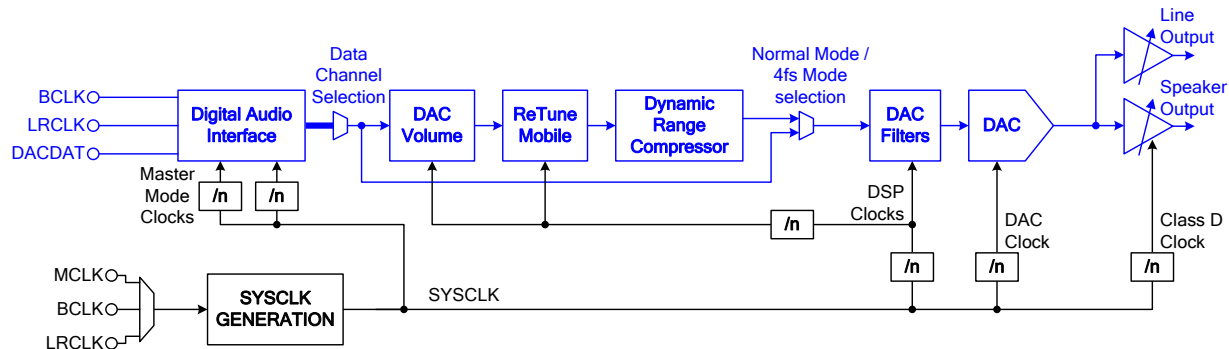 Line
Output
Data
Channel
Selection
Normal Mode /
4fs Mode
selection
Speaker
Output
BCLK
LRCLK
DACDAT
Digital Audio
Interface
DAC
Volume
ReTune
Mobile
Dynamic
Range
Compressor
DAC
Filters
DAC
Master
Mode
Clocks
/n
/n
/n
DSP
Clocks
DAC
Clock
Class D
Clock
/n
/n
/n
MCLK
BCLK
LRCLK
SYSCLK
GENERATION
SYSCLK